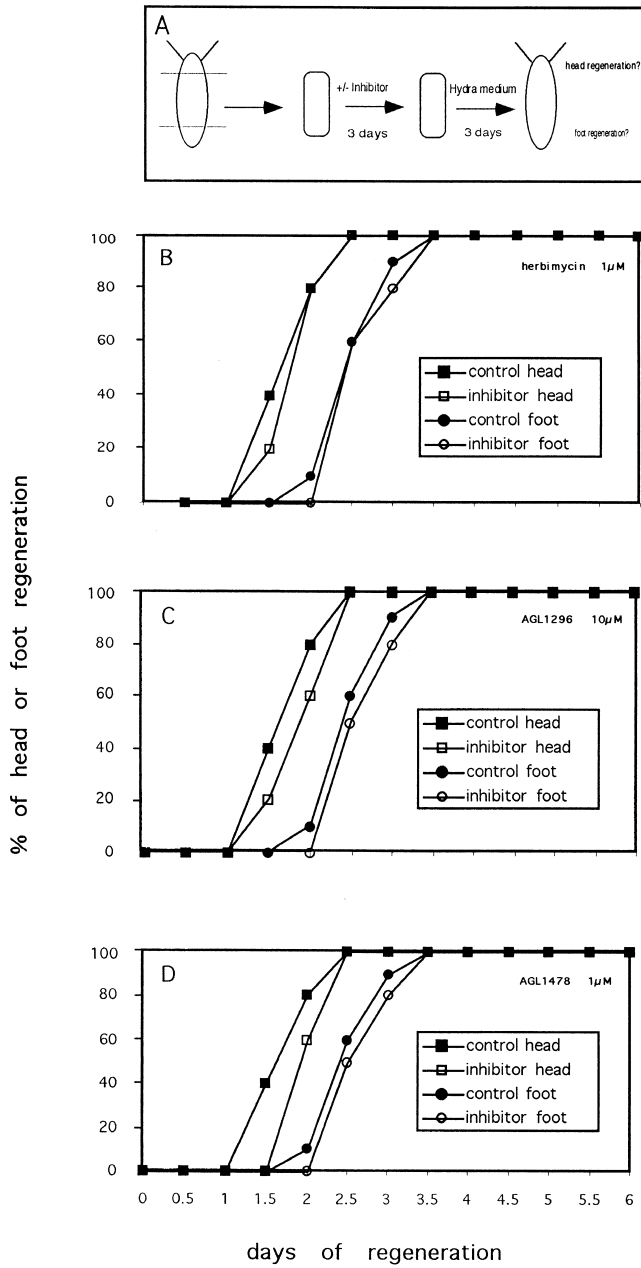 A
+/- Inhibitor
3 days
Hydra medium
3 days
head regeneration?
foot regeneration?
% of head or foot regeneration
B
herbimycin 1µM
100
80
60
40
20
0
control head
inhibitor head
control foot
inhibitor foot
C
AGL1296 10µM
100
80
60
40
20
0
control head
inhibitor head
control foot
inhibitor foot
D
AGL1478 1µM
100
80
60
40
20
0
control head
inhibitor head
control foot
inhibitor foot
0 0.5 1 1.5 2 2.5 3 3.5 4 4.5 5 5.5 6
days of regeneration